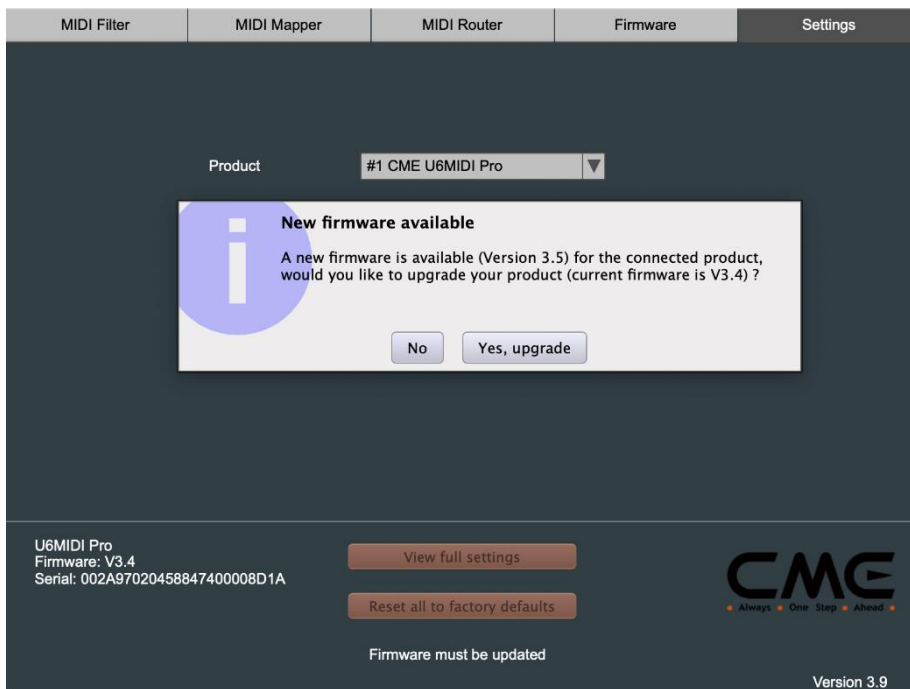 MIDI Filter
MIDI Mapper
MIDI Router
Firmware
Settings
Product
#1 CME U6MIDI Pro
New firmware available
A new firmware is available (Version 3.5) for the connected product,
would you like to upgrade your product (current firmware is V3.4) ?
No
Yes, upgrade
U6MIDI Pro
Firmware: V3.4
Serial: 002A97020458847400008D1A
View full settings
Reset all to factory defaults
CME
Always One Step Ahead
Firmware must be updated
Version 3.9